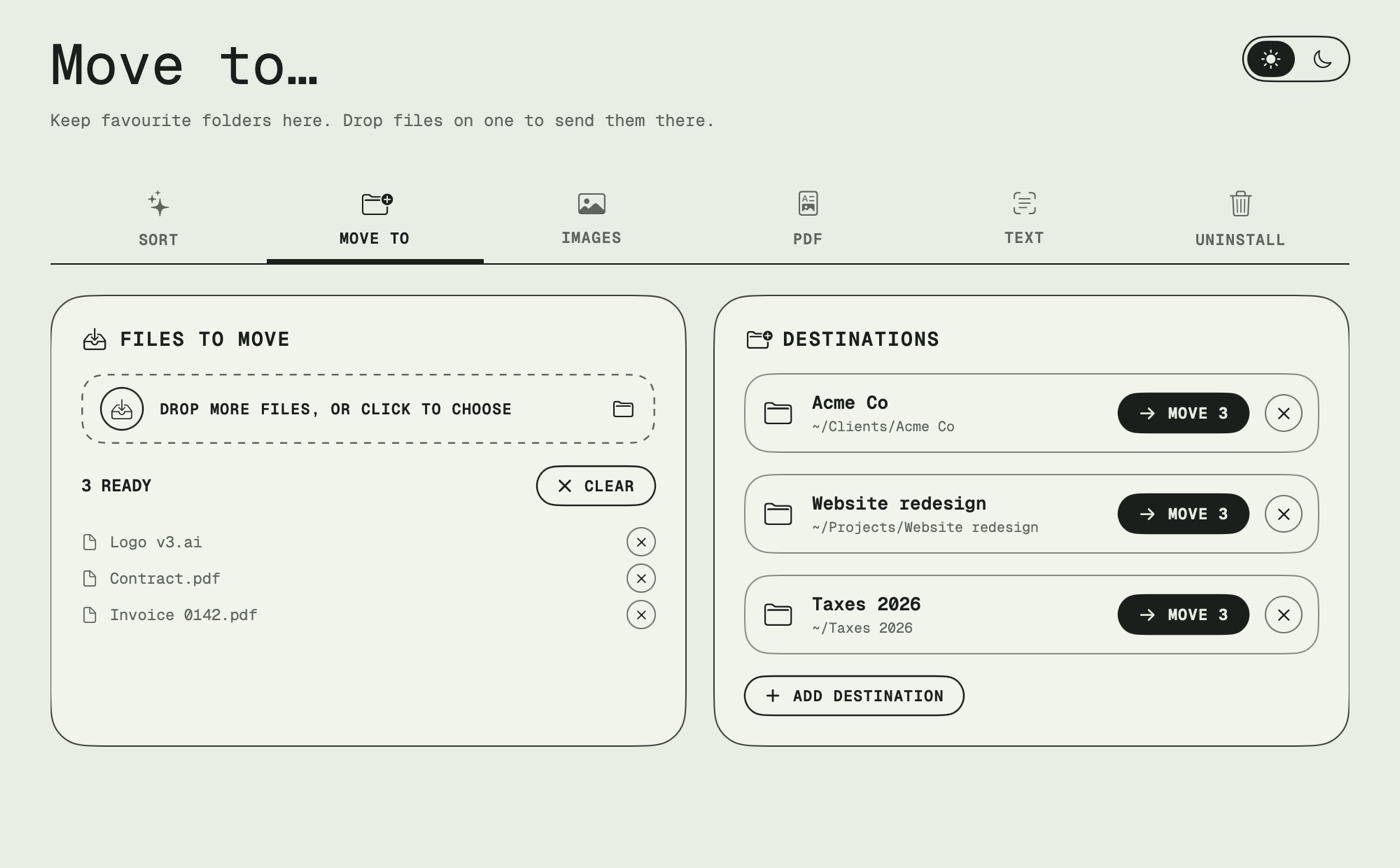 Move to…
Keep favourite folders here. Drop files on one to send them there.
SORT
MOVE TO
IMAGES
PDF
TEXT
UNINSTALL
FILES TO MOVE
DROP MORE FILES, OR CLICK TO CHOOSE
3 READY
CLEAR
Logo v3.ai
Contract.pdf
Invoice 0142.pdf
DESTINATIONS
Acme Co
~/Clients/Acme Co
MOVE 3
Website redesign
~/Projects/Website redesign
MOVE 3
Taxes 2026
~/Taxes 2026
MOVE 3
ADD DESTINATION